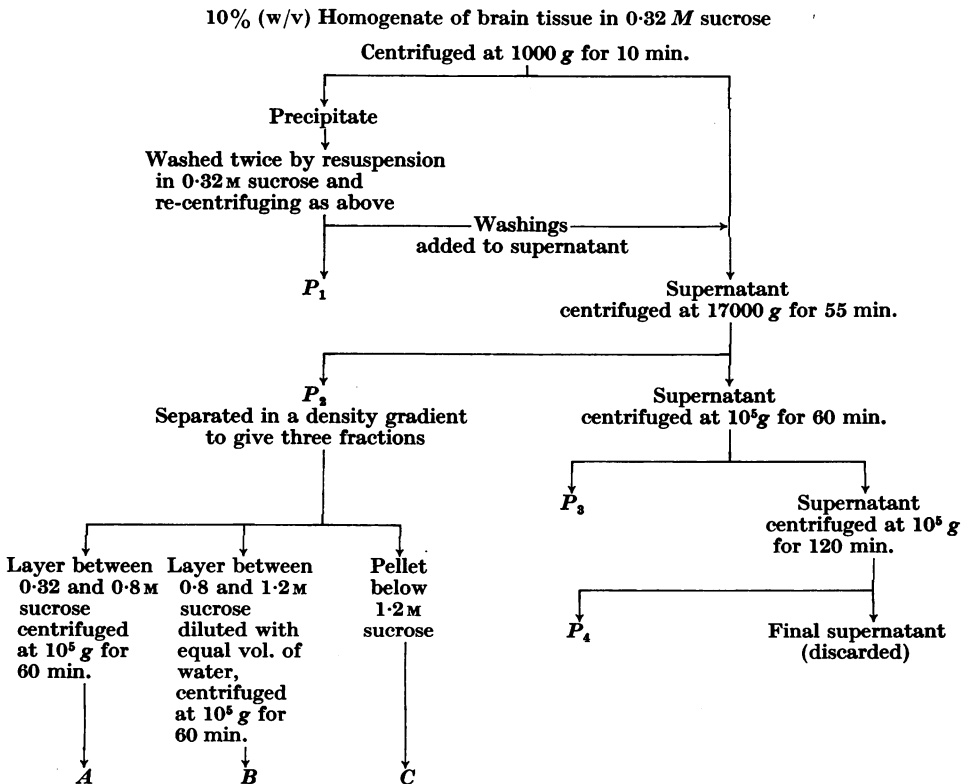 10% (w/v) Homogenate of brain tissue in 0·32 M sucrose
Centrifuged at 1000 g for 10 min.
Precipitate
Washed twice by resuspension
in 0·32 M sucrose and
re-centrifuging as above
Washings
added to supernatant
P₁
Supernatant
centrifuged at 17000 g for 55 min.
P₂
Separated in a density gradient
to give three fractions
Supernatant
centrifuged at 10⁵g for 60 min.
P₃
Supernatant
centrifuged at 10⁵ g
for 120 min.
Layer between
0·32 and 0·8 M
sucrose
centrifuged
at 10⁵ g for
60 min.
Layer between
0·8 and 1·2 M
sucrose
diluted with
equal vol. of
water,
centrifuged
at 10⁵ g for
60 min.
Pellet
below
1·2 M
sucrose
P₄
Final supernatant
(discarded)
A
B
C